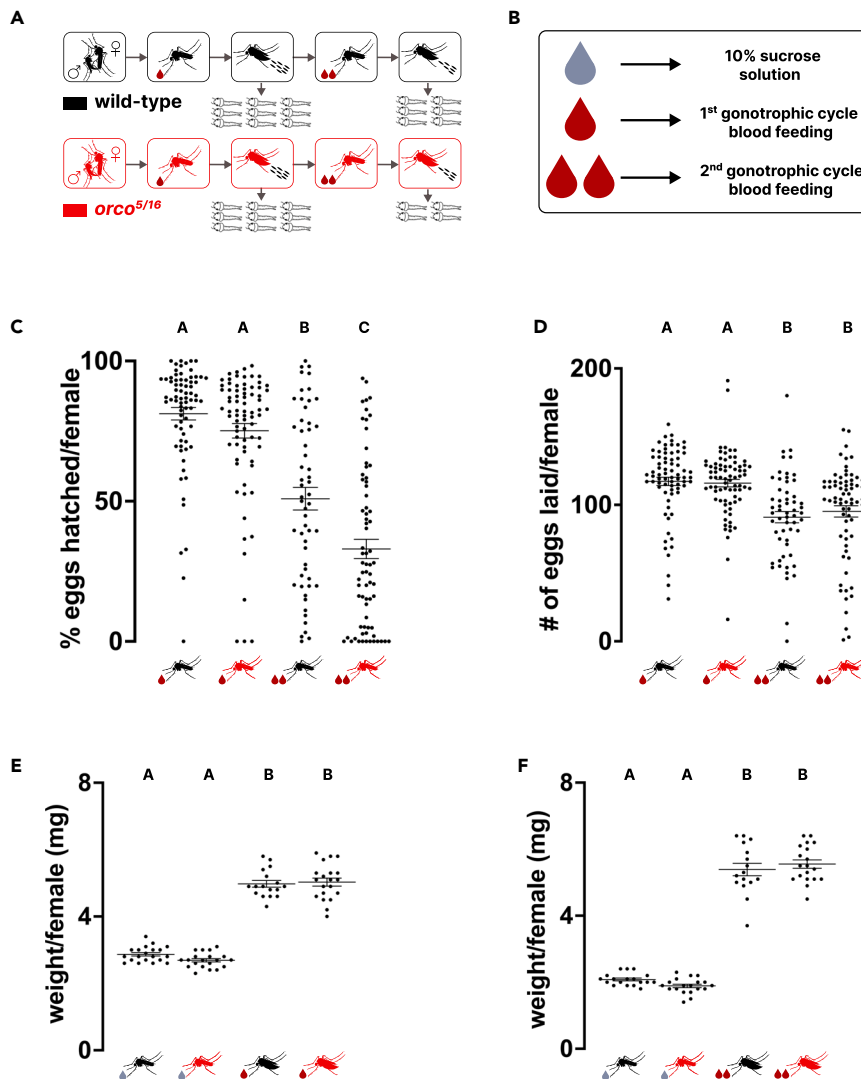 A
♂ ♀
wild-type
♂ ♀
orco⁵/¹⁶
B
10% sucrose
solution
1ˢᵗ gonotrophic cycle
blood feeding
2ⁿᵈ gonotrophic cycle
blood feeding
C
A A B C
% eggs hatched/female
100
50
0
D
A A B B
# of eggs laid/female
200
100
0
E
A A B B
weight/female (mg)
8
4
0
F
A A B B
weight/female (mg)
8
4
0